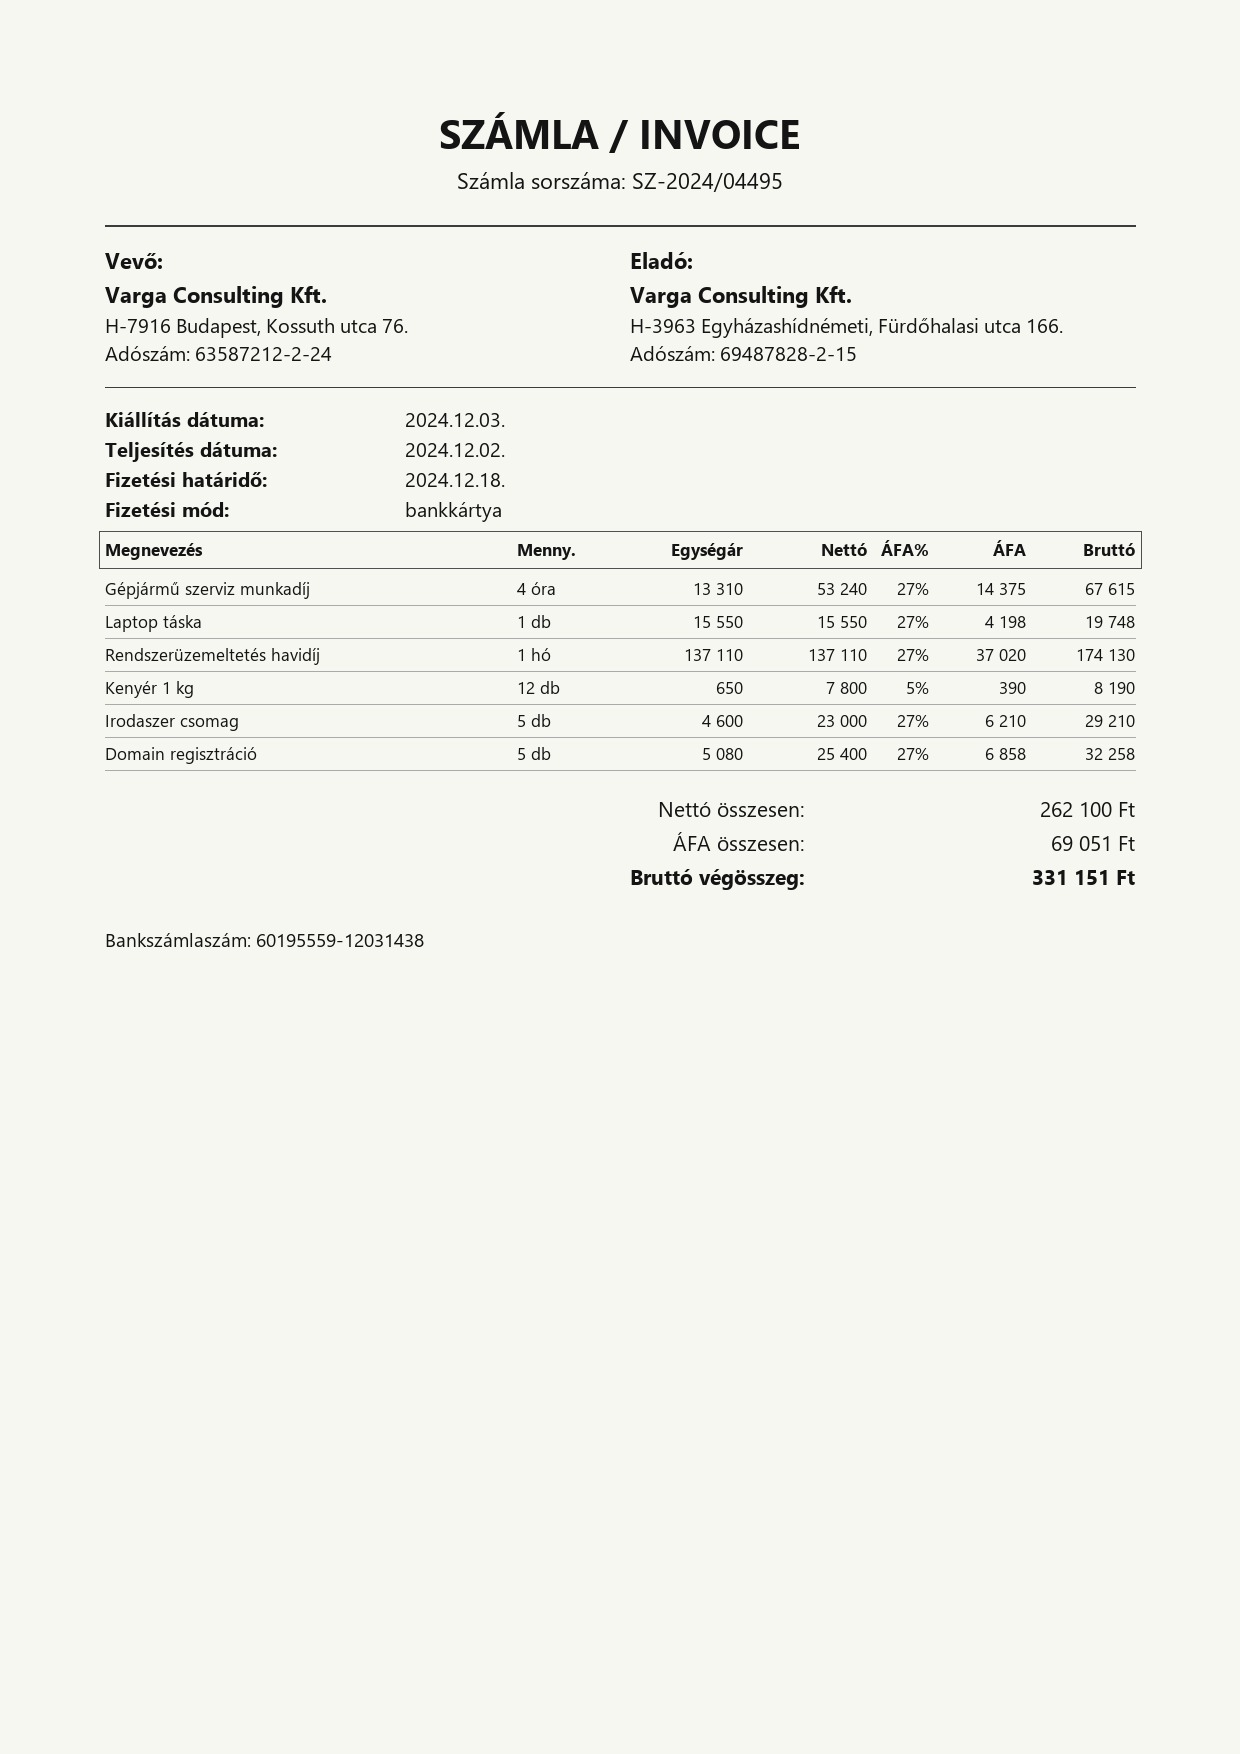 SZÁMLA / INVOICE
Számla sorszáma: SZ-2024/04495
Vevő:
Varga Consulting Kft.
H-7916 Budapest, Kossuth utca 76.
Adószám: 63587212-2-24
Eladó:
Varga Consulting Kft.
H-3963 Egyházashídnémeti, Fürdőhalasi utca 166.
Adószám: 69487828-2-15
Kiállítás dátuma: 2024.12.03.
Teljesítés dátuma: 2024.12.02.
Fizetési határidő: 2024.12.18.
Fizetési mód: bankkártya
Megnevezés Menny. Egységár Nettó ÁFA% ÁFA Bruttó
Gépjármű szerviz munkadíj 4 óra 13 310 53 240 27% 14 375 67 615
Laptop táska 1 db 15 550 15 550 27% 4 198 19 748
Rendszerüzemeltetés havidíj 1 hó 137 110 137 110 27% 37 020 174 130
Kenyér 1 kg 12 db 650 7 800 5% 390 8 190
Irodaszer csomag 5 db 4 600 23 000 27% 6 210 29 210
Domain regisztráció 5 db 5 080 25 400 27% 6 858 32 258
Nettó összesen: 262 100 Ft
ÁFA összesen: 69 051 Ft
Bruttó végösszeg: 331 151 Ft
Bankszámlaszám: 60195559-12031438